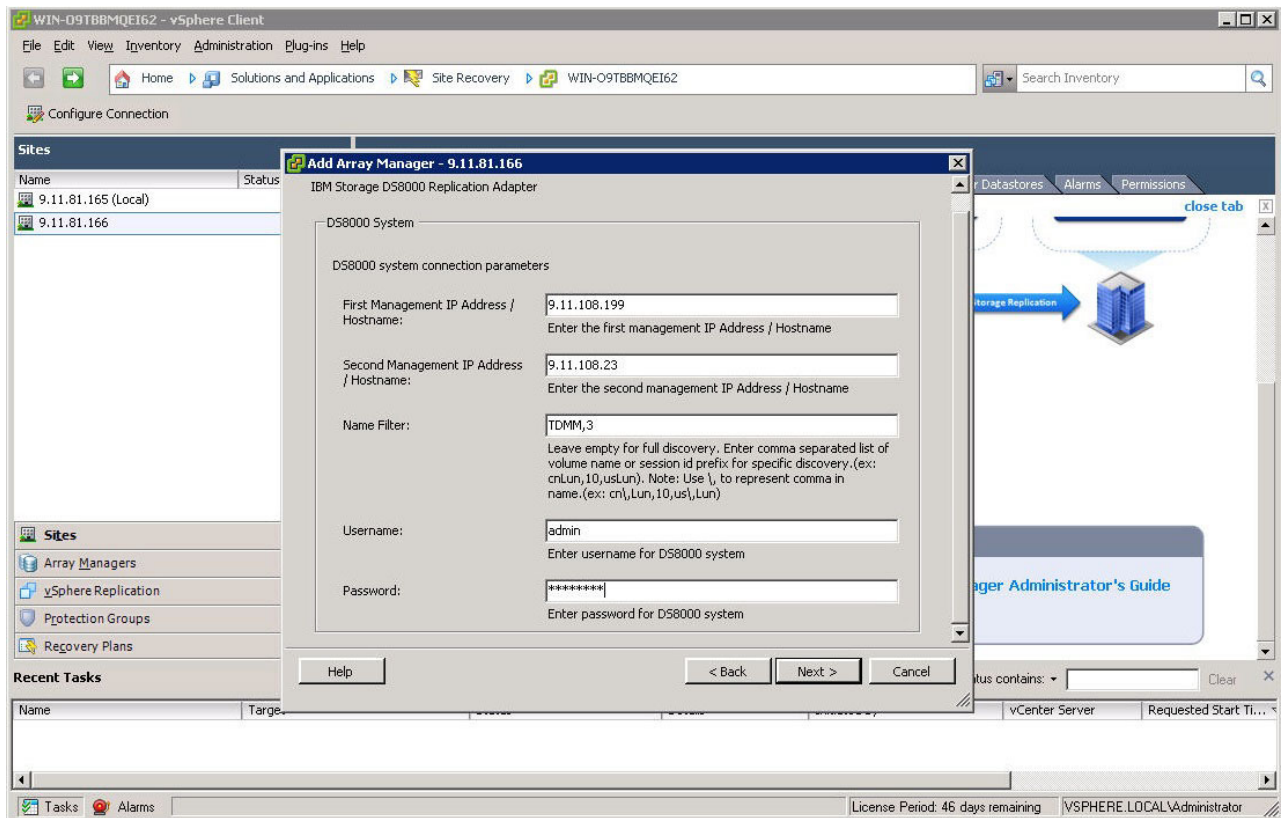 WIN-O9TBBMQEI62 - vSphere Client
File Edit View Inventory Administration Plug-ins Help
Home Solutions and Applications Site Recovery WIN-O9TBBMQEI62
Search Inventory
Configure Connection
Sites
Name Status
9.11.81.165 (Local)
9.11.81.166
Add Array Manager - 9.11.81.166
IBM Storage DS8000 Replication Adapter
DS8000 System
DS8000 system connection parameters
First Management IP Address /
Hostname:
9.11.108.199
Enter the first management IP Address / Hostname
Second Management IP Address
/ Hostname:
9.11.108.23
Enter the second management IP Address / Hostname
Name Filter:
TDMM,3
Leave empty for full discovery. Enter comma separated list of
volume name or session id prefix for specific discovery.(ex:
cnLun,10,usLun). Note: Use \, to represent comma in
name.(ex: cn\,Lun,10,us\,Lun)
Username:
admin
Enter username for DS8000 system
Password:
********
Enter password for DS8000 system
Help < Back Next > Cancel
r Datastores Alarms Permissions
close tab
Storage Replication
ager Administrator's Guide
Sites
Array Managers
vSphere Replication
Protection Groups
Recovery Plans
Recent Tasks
atus contains: Clear
Name Target vCenter Server Requested Start Ti...
Tasks Alarms
License Period: 46 days remaining VSPHERE.LOCAL\Administrator